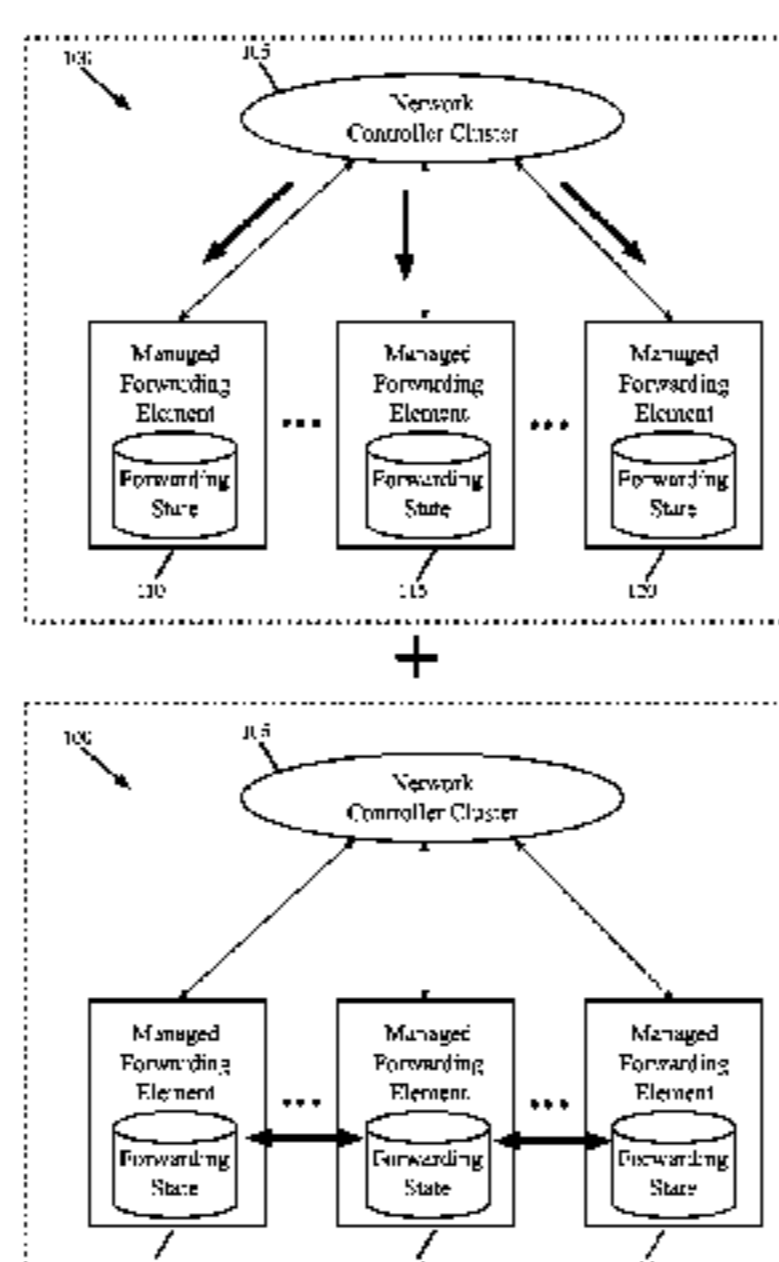 100
105
Network
Controller Cluster
Managed
Forwarding
Element
Forwarding
State
Managed
Forwarding
Element
Forwarding
State
Managed
Forwarding
Element
Forwarding
State
...
...
110
115
120
+
100
105
Network
Controller Cluster
Managed
Forwarding
Element
Forwarding
State
Managed
Forwarding
Element
Forwarding
State
Managed
Forwarding
Element
Forwarding
State
...
...